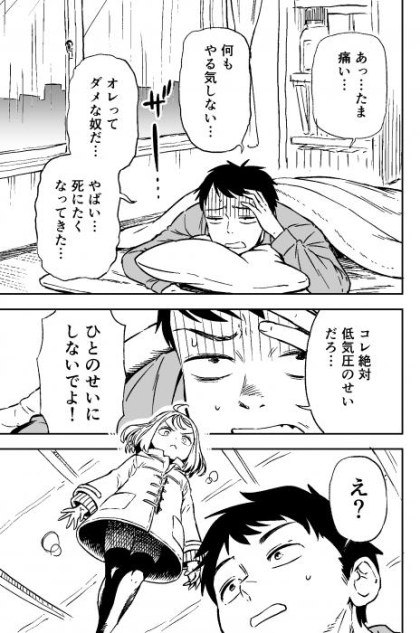 あっ…たま
痛い…
何も
やる気しない…
ザ…
オレって
ダメな奴だ…
やばい…
死にたく
なってきた…
コレ絶対
低気圧のせい
だろ…
ひとのせいに
しないでよ！
え？